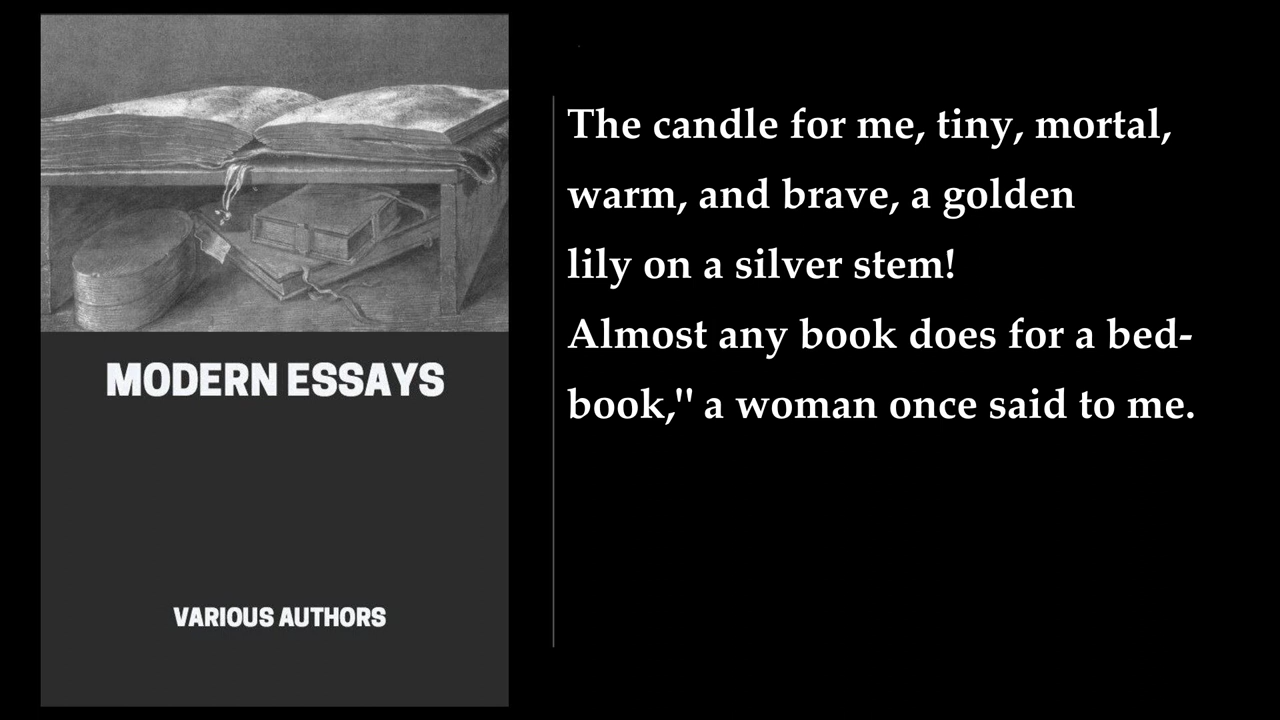 MODERN ESSAYS
VARIOUS AUTHORS
The candle for me, tiny, mortal,
warm, and brave, a golden
lily on a silver stem!
Almost any book does for a bed-
book," a woman once said to me.